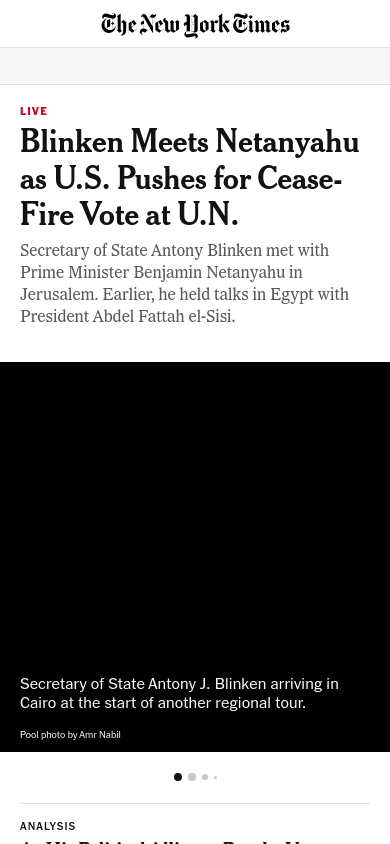 The New York Times
LIVE
Blinken Meets Netanyahu
as U.S. Pushes for Cease-
Fire Vote at U.N.
Secretary of State Antony Blinken met with
Prime Minister Benjamin Netanyahu in
Jerusalem. Earlier, he held talks in Egypt with
President Abdel Fattah el-Sisi.
Secretary of State Antony J. Blinken arriving in
Cairo at the start of another regional tour.
Pool photo by Amr Nabil
ANALYSIS